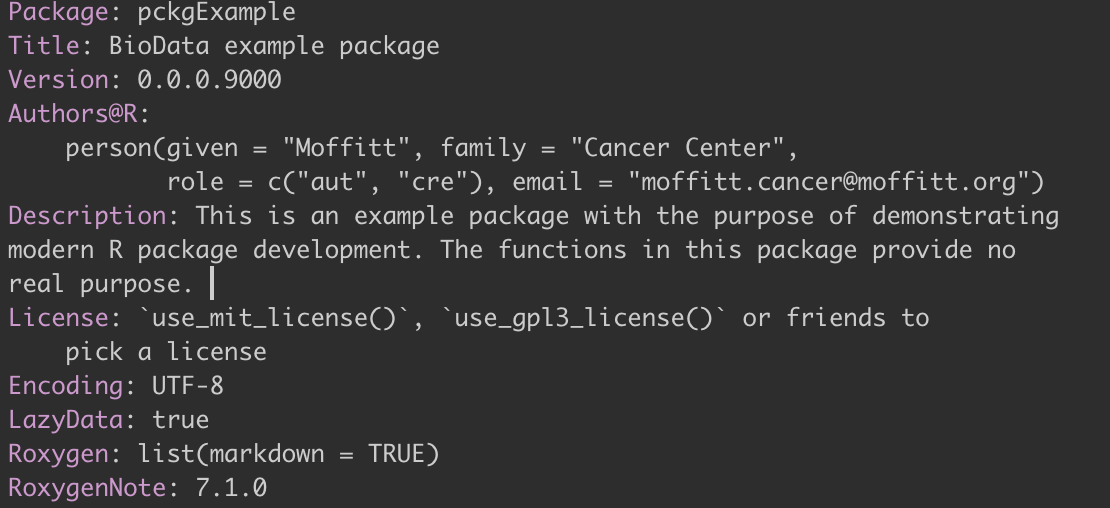 Package: pckgExample
Title: BioData example package
Version: 0.0.0.9000
Authors@R:
    person(given = "Moffitt", family = "Cancer Center",
           role = c("aut", "cre"), email = "moffitt.cancer@moffitt.org")
Description: This is an example package with the purpose of demonstrating
modern R package development. The functions in this package provide no
real purpose.
License: `use_mit_license()`, `use_gpl3_license()` or friends to
    pick a license
Encoding: UTF-8
LazyData: true
Roxygen: list(markdown = TRUE)
RoxygenNote: 7.1.0